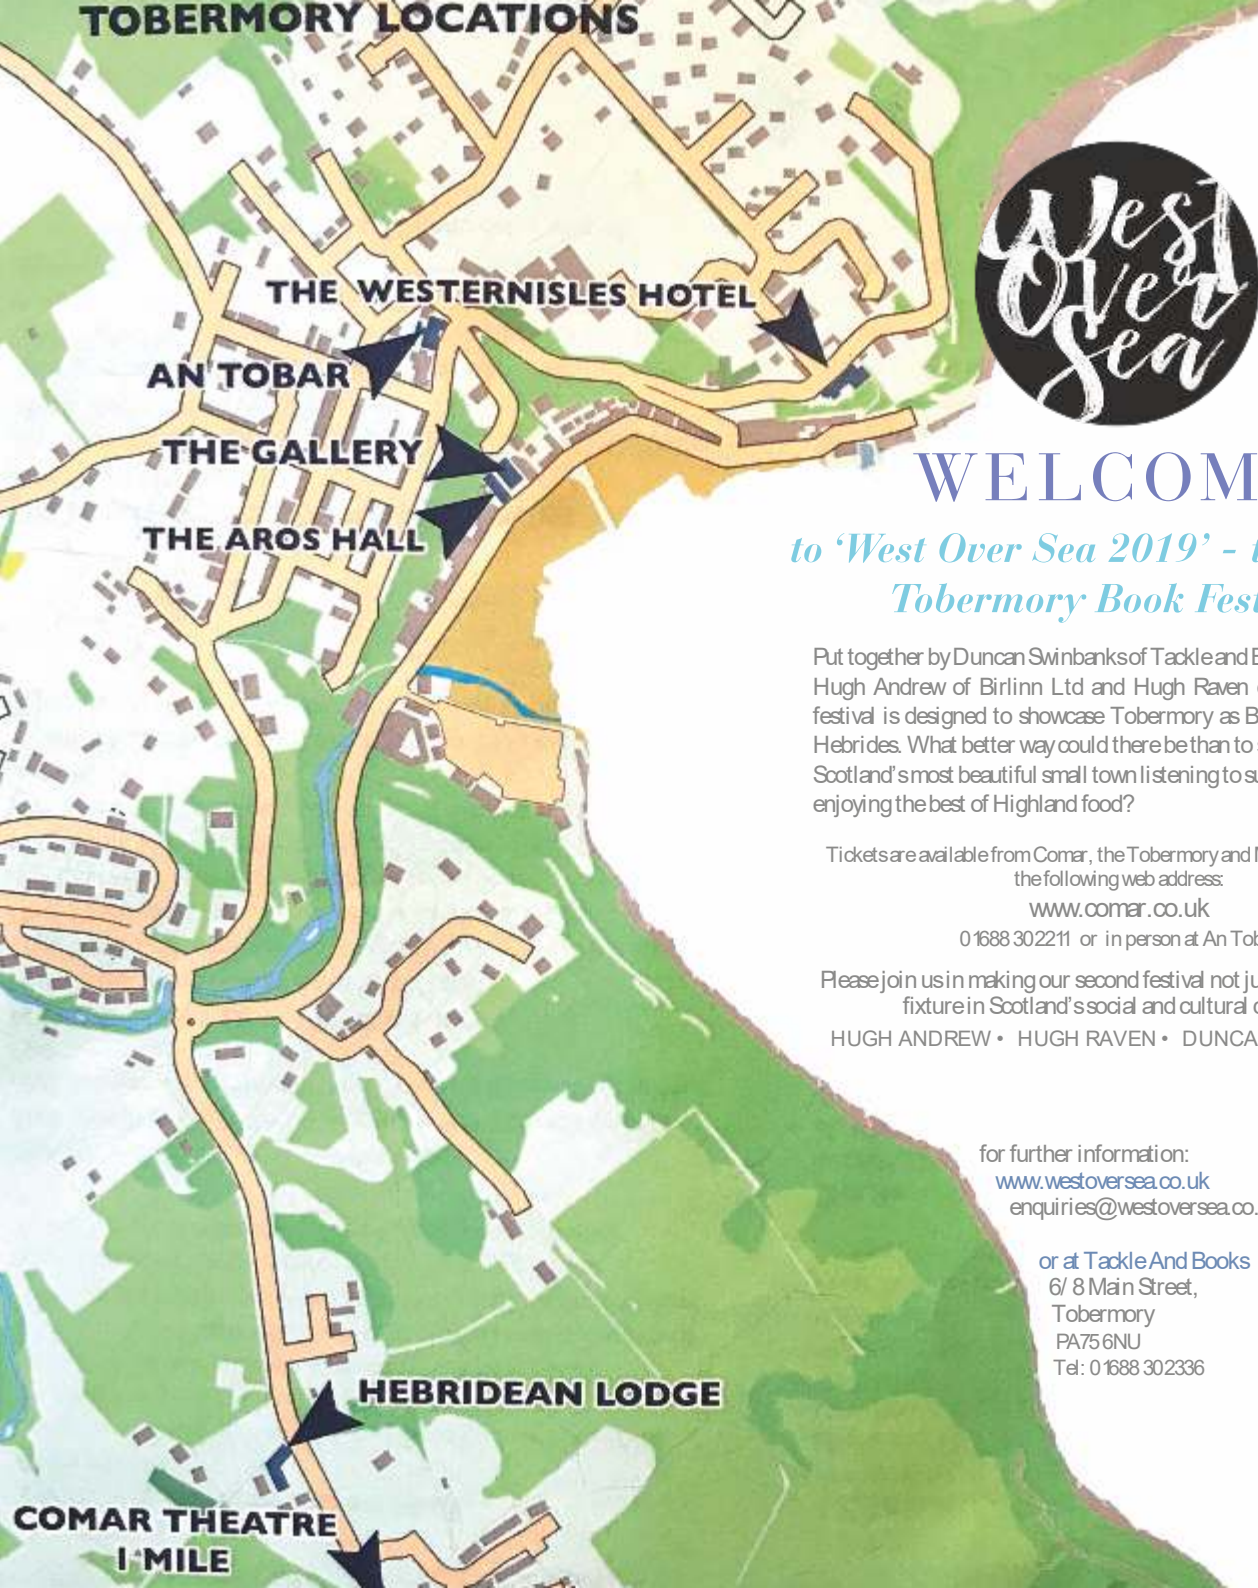 TOBERMORY LOCATIONS
THE WESTERNISLES HOTEL
AN TOBAR
THE GALLERY
THE AROS HALL
HEBRIDEAN LODGE
COMAR THEATRE
1 MILE
West
Over
Sea
WELCOM
to ‘West Over Sea 2019’ - t
Tobermory Book Fest
Put together by Duncan Swinbanks of Tackle and B
Hugh Andrew of Birlinn Ltd and Hugh Raven
festival is designed to showcase Tobermory as B
Hebrides. What better way could there be than to
Scotland’s most beautiful small town listening to su
enjoying the best of Highland food?
Tickets are available from Comar, the Tobermory and M
the following web address:
www.comar.co.uk
01688 302211 or in person at An Tob
Please join us in making our second festival not ju
fixture in Scotland’s social and cultural c
HUGH ANDREW • HUGH RAVEN • DUNCA
for further information:
www.westoversea.co.uk
enquiries@westoversea.co.
or at Tackle And Books
6/8 Main Street,
Tobermory
PA75 6NU
Tel: 01688 302336